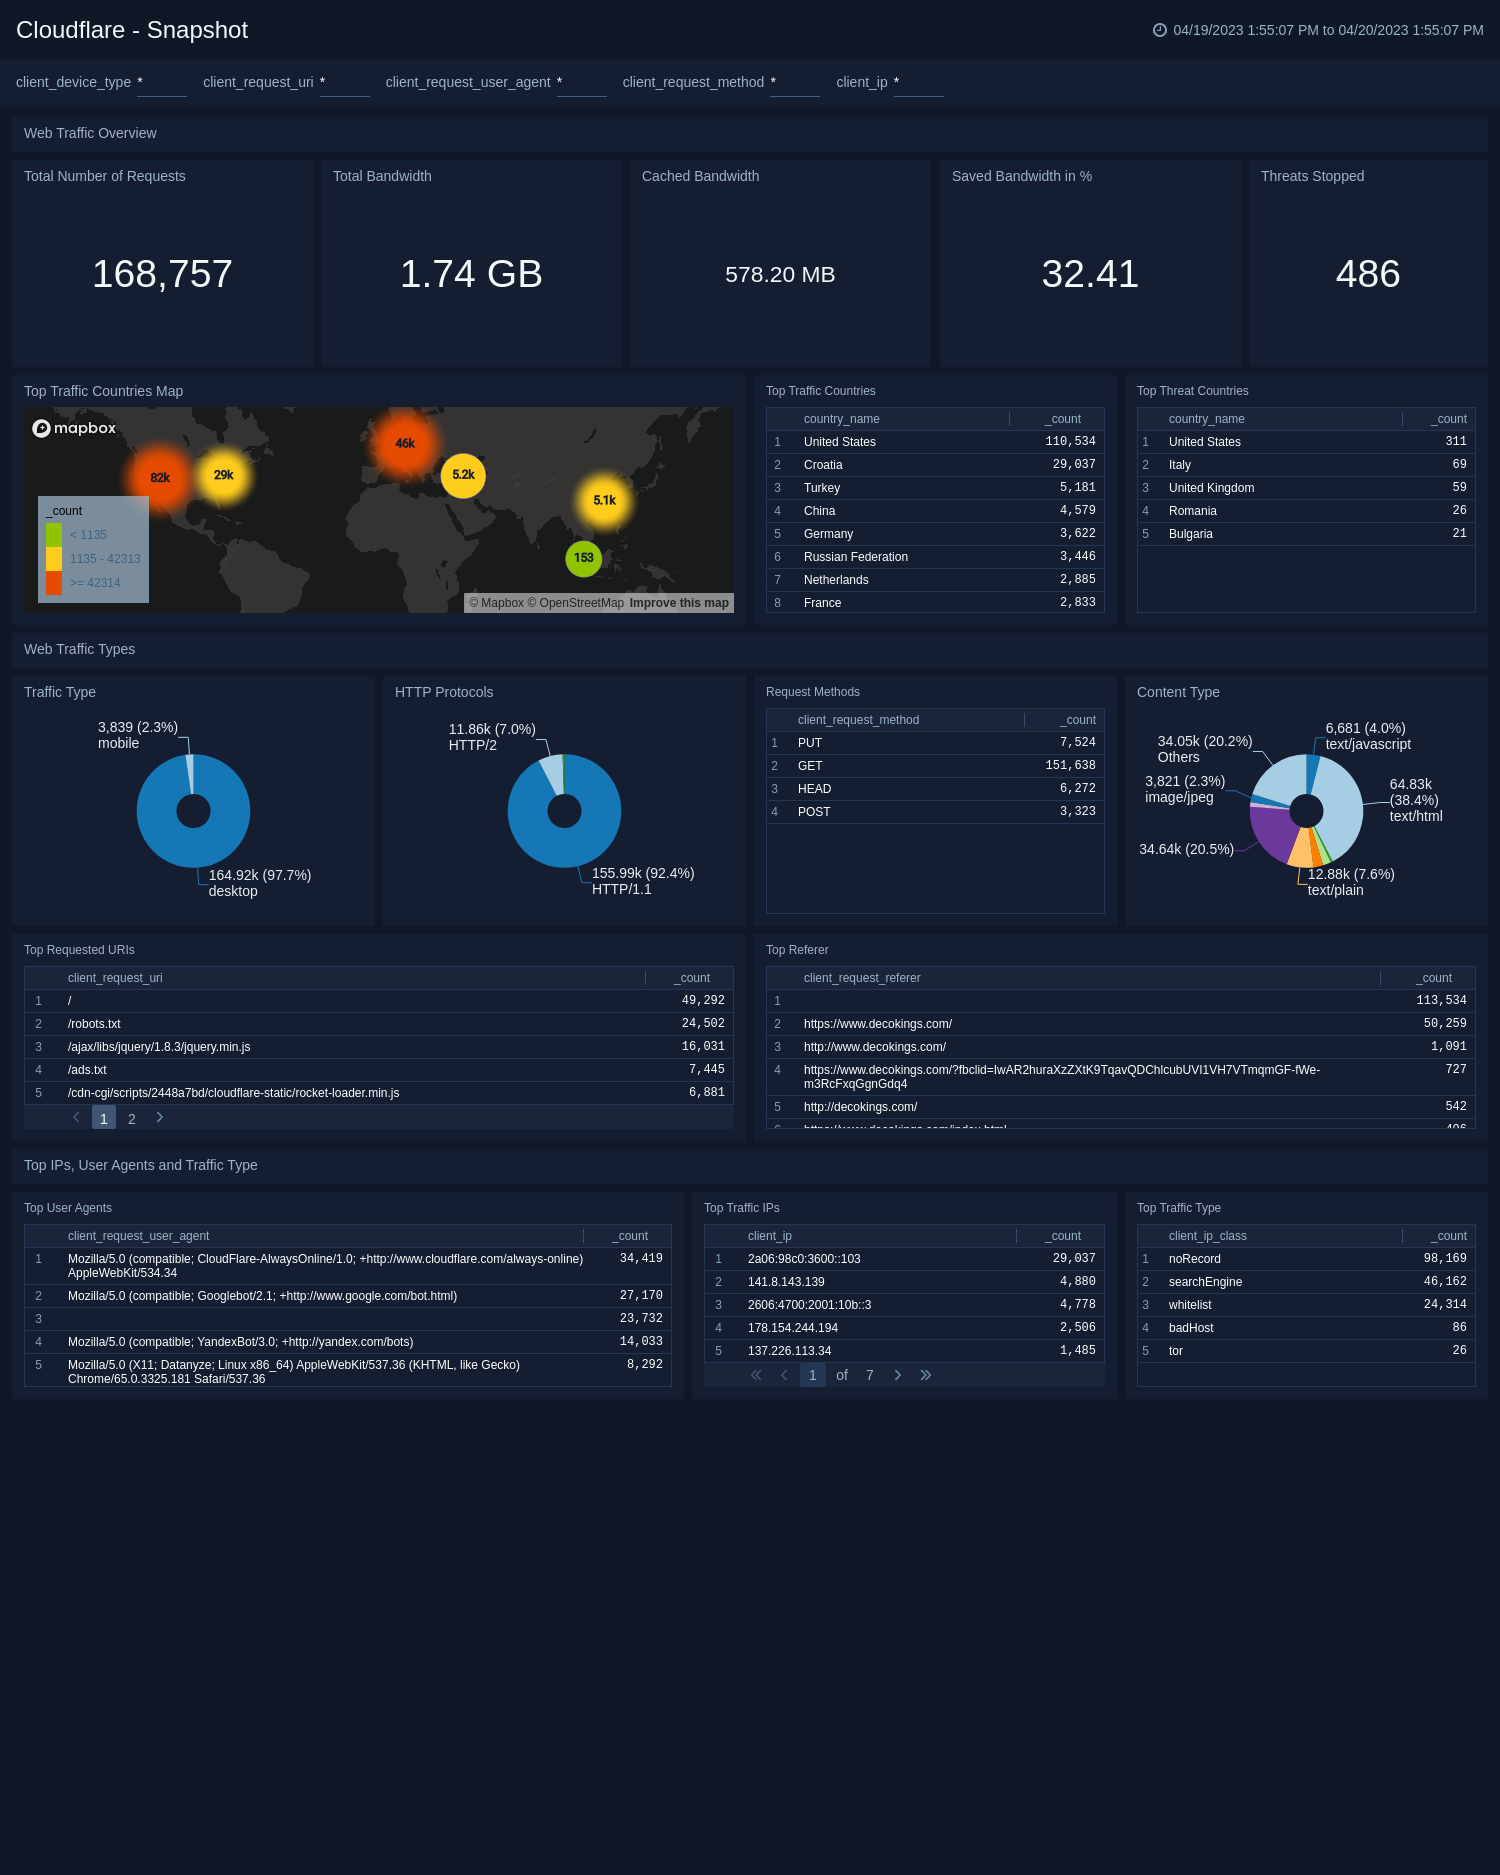 Cloudflare - Snapshot
04/19/2023 1:55:07 PM to 04/20/2023 1:55:07 PM
client_device_type *
client_request_uri *
client_request_user_agent *
client_request_method *
client_ip *
Web Traffic Overview
Total Number of Requests
168,757
Total Bandwidth
1.74 GB
Cached Bandwidth
578.20 MB
Saved Bandwidth in %
32.41
Threats Stopped
486
Top Traffic Countries Map
mapbox
82k
29k
46k
5.2k
5.1k
153
_count
< 1135
1135 - 42313
>= 42314
© Mapbox © OpenStreetMap Improve this map
Top Traffic Countries
country_name _count
1 United States 110,534
2 Croatia 29,037
3 Turkey 5,181
4 China 4,579
5 Germany 3,622
6 Russian Federation 3,446
7 Netherlands 2,885
8 France 2,833
Top Threat Countries
country_name _count
1 United States 311
2 Italy 69
3 United Kingdom 59
4 Romania 26
5 Bulgaria 21
Web Traffic Types
Traffic Type
3,839 (2.3%)
mobile
164.92k (97.7%)
desktop
HTTP Protocols
11.86k (7.0%)
HTTP/2
155.99k (92.4%)
HTTP/1.1
Request Methods
client_request_method _count
1 PUT 7,524
2 GET 151,638
3 HEAD 6,272
4 POST 3,323
Content Type
6,681 (4.0%)
text/javascript
34.05k (20.2%)
Others
3,821 (2.3%)
image/jpeg
64.83k
(38.4%)
text/html
34.64k (20.5%)
12.88k (7.6%)
text/plain
Top Requested URIs
client_request_uri _count
1 / 49,292
2 /robots.txt 24,502
3 /ajax/libs/jquery/1.8.3/jquery.min.js 16,031
4 /ads.txt 7,445
5 /cdn-cgi/scripts/2448a7bd/cloudflare-static/rocket-loader.min.js 6,881
1 2
Top Referer
client_request_referer _count
1 113,534
2 https://www.decokings.com/ 50,259
3 http://www.decokings.com/ 1,091
4 https://www.decokings.com/?fbclid=IwAR2huraXzZXtK9TqavQDChlcubUVI1VH7VTmqmGF-fWe- 727
m3RcFxqGgnGdq4
5 http://decokings.com/ 542
6 https://www.decokings.com/index.html 496
Top IPs, User Agents and Traffic Type
Top User Agents
client_request_user_agent _count
1 Mozilla/5.0 (compatible; CloudFlare-AlwaysOnline/1.0; +http://www.cloudflare.com/always-online) 34,419
AppleWebKit/534.34
2 Mozilla/5.0 (compatible; Googlebot/2.1; +http://www.google.com/bot.html) 27,170
3 23,732
4 Mozilla/5.0 (compatible; YandexBot/3.0; +http://yandex.com/bots) 14,033
5 Mozilla/5.0 (X11; Datanyze; Linux x86_64) AppleWebKit/537.36 (KHTML, like Gecko) 8,292
Chrome/65.0.3325.181 Safari/537.36
Top Traffic IPs
client_ip _count
1 2a06:98c0:3600::103 29,037
2 141.8.143.139 4,880
3 2606:4700:2001:10b::3 4,778
4 178.154.244.194 2,506
5 137.226.113.34 1,485
1 of 7
Top Traffic Type
client_ip_class _count
1 noRecord 98,169
2 searchEngine 46,162
3 whitelist 24,314
4 badHost 86
5 tor 26